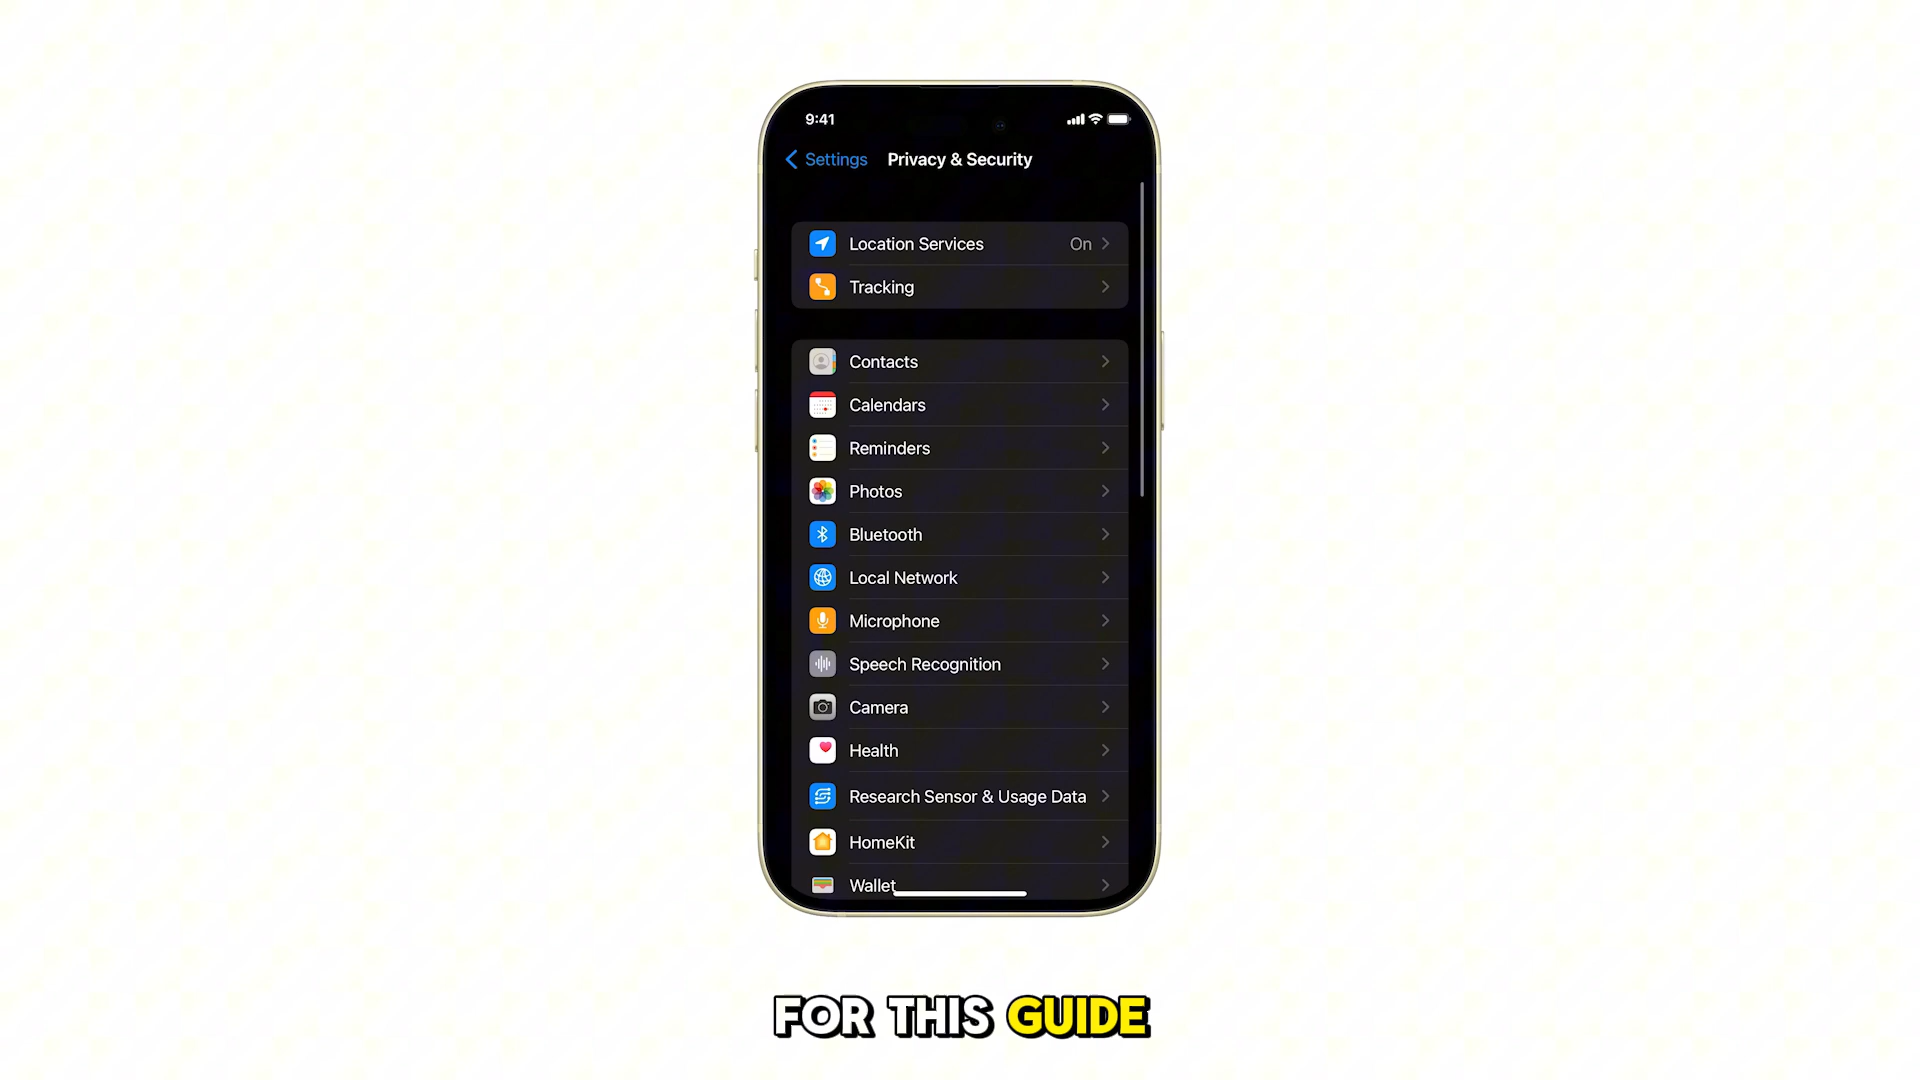 9:41
Settings Privacy & Security
Location Services On
Tracking
Contacts
Calendars
Reminders
Photos
Bluetooth
Local Network
Microphone
Speech Recognition
Camera
Health
Research Sensor & Usage Data
HomeKit
Wallet
FOR THIS GUIDE